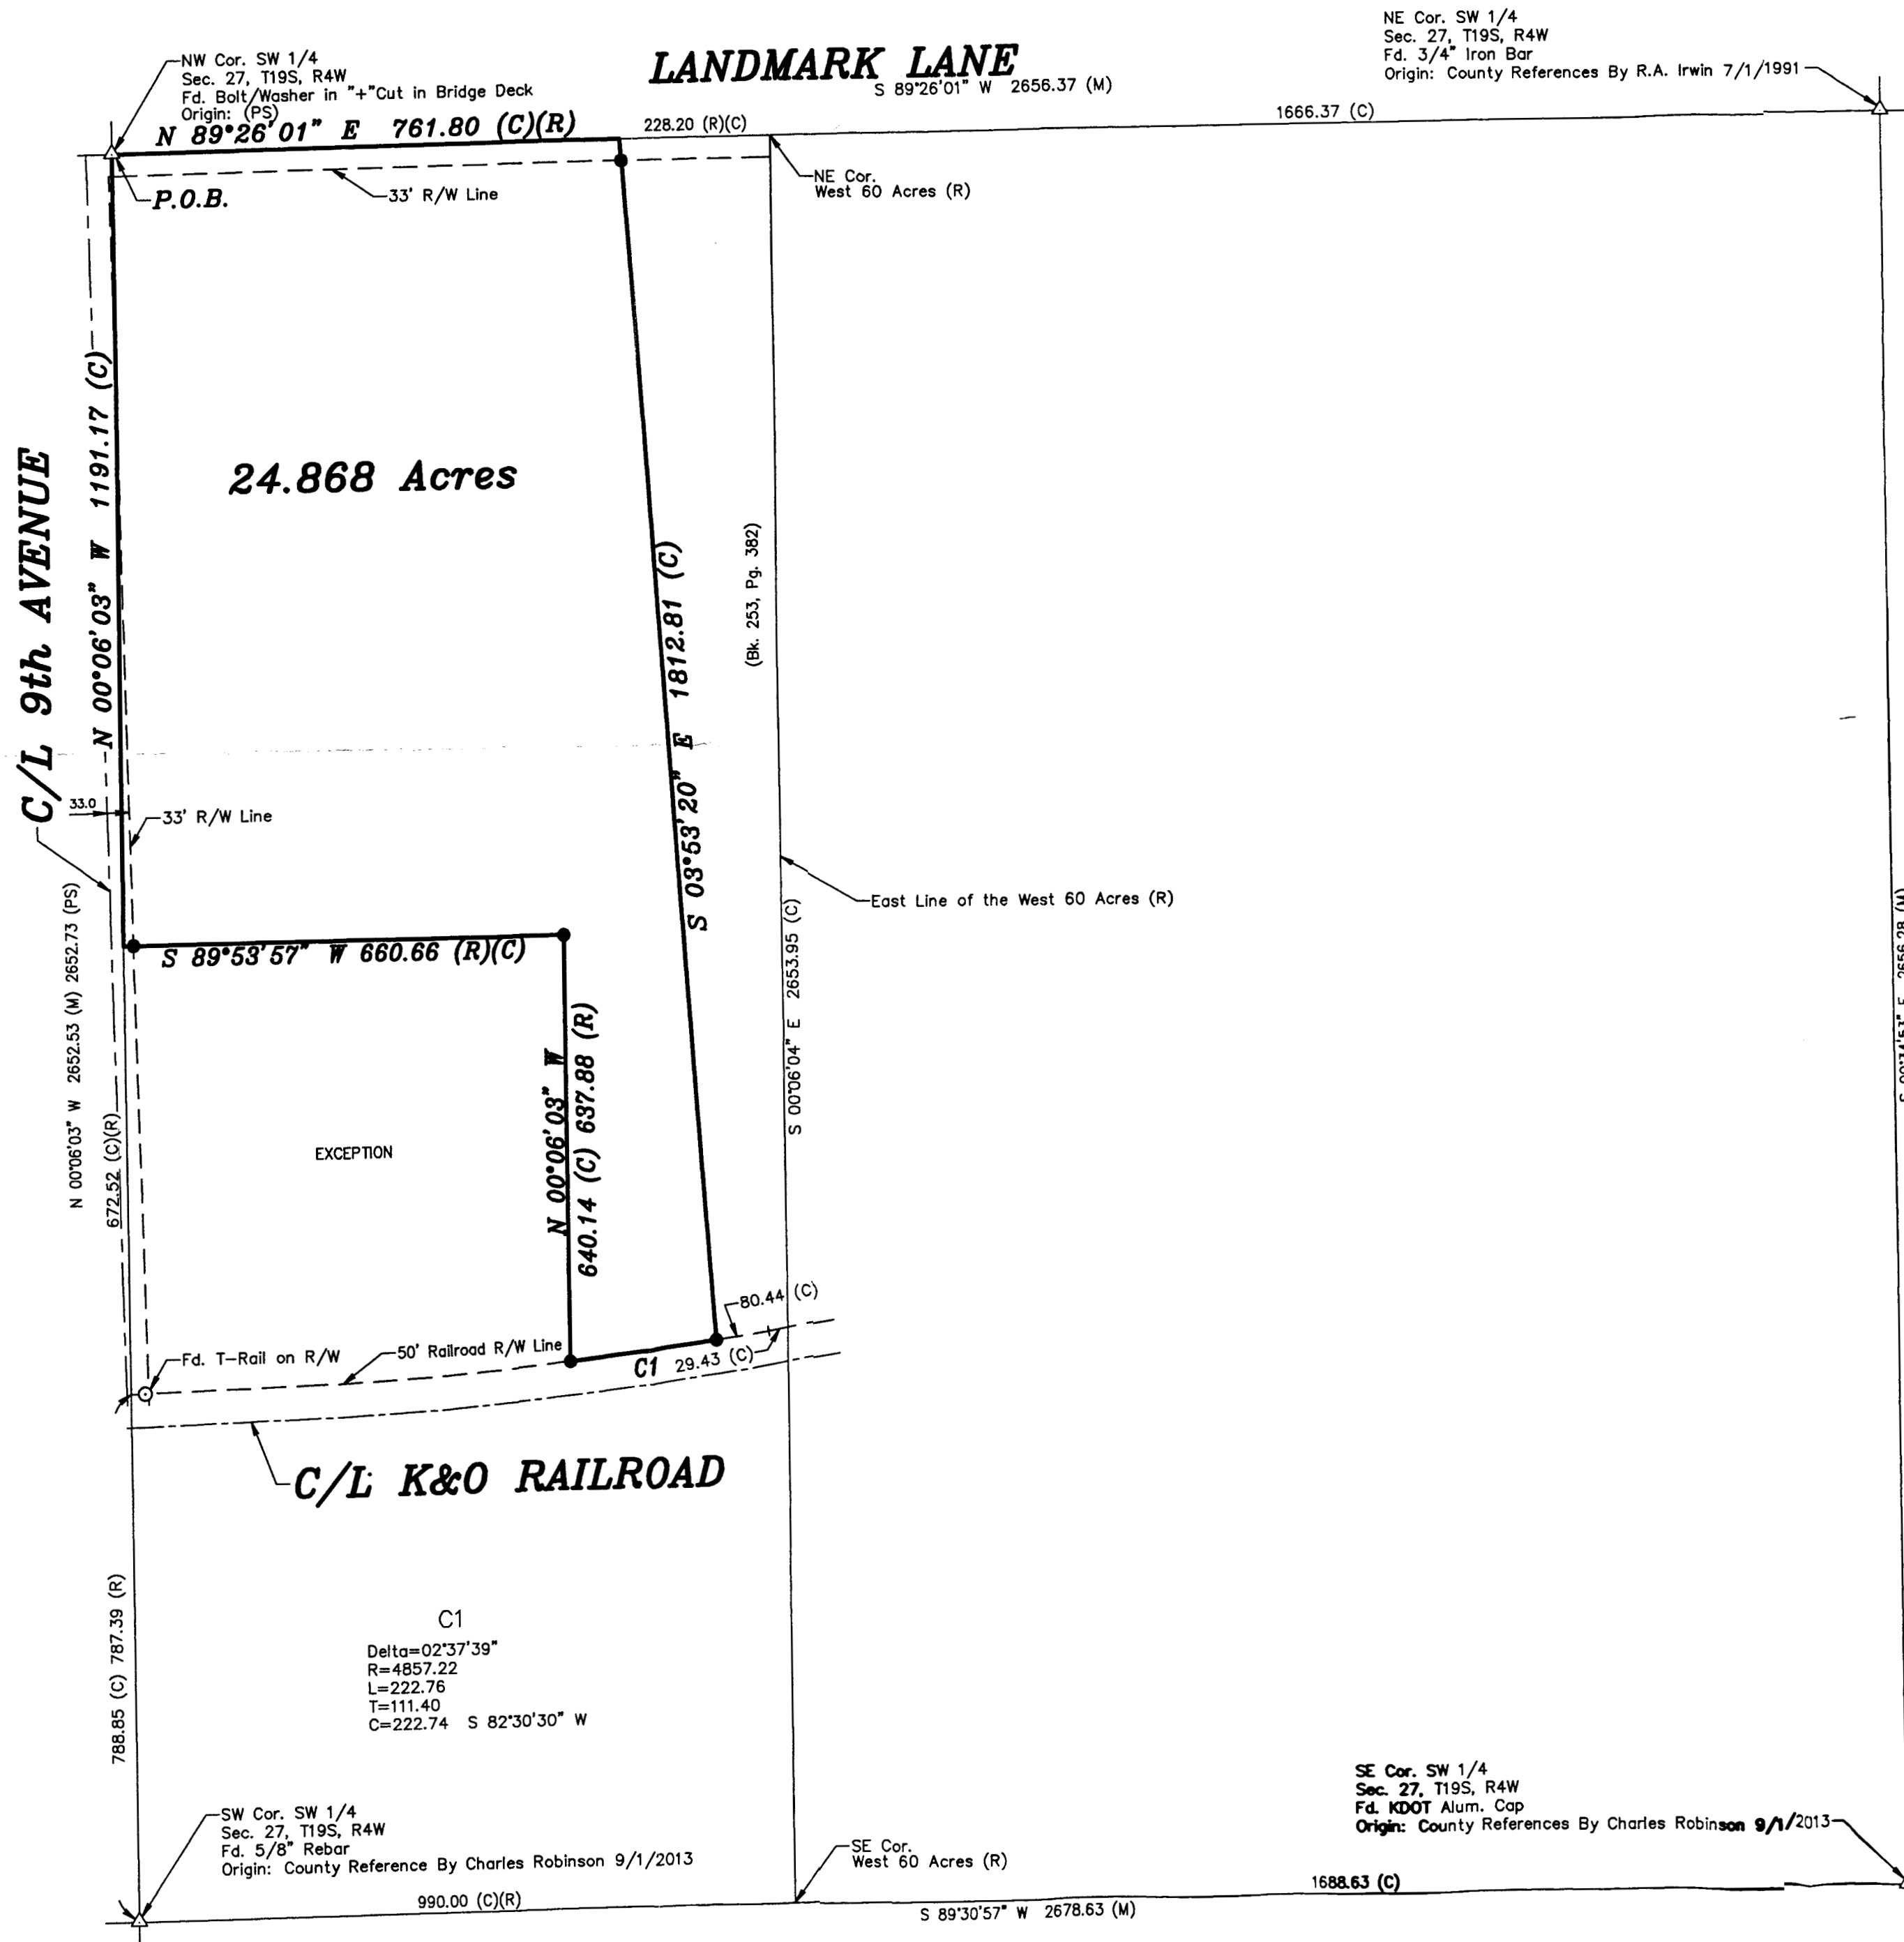 NW Cor. SW 1/4
Sec. 27, T19S, R4W
Fd. Bolt/Washer in "+"Cut in Bridge Deck
Origin: (PS)
LANDMARK LANE
S 89°26'01" W 2656.37 (M)
NE Cor. SW 1/4
Sec. 27, T19S, R4W
Fd. 3/4" Iron Bar
Origin: County References By R.A. Irwin 7/1/1991
N 89°26'01" E 761.80 (C)(R)
228.20 (R)(C)
1666.37 (C)
P.O.B.
33' R/W Line
NE Cor.
West 60 Acres (R)
N 00°06'03" W 1191.17 (C)
24.868 Acres
C/L 9th AVENUE
(Bk. 253, Pg. 382)
S 03°53'20" E 1812.81 (C)
33.0
33' R/W Line
East Line of the West 60 Acres (R)
N 00°06'03" W 2652.53 (M) 2652.73 (PS)
S 89°53'57" W 660.66 (R)(C)
S 00°06'04" E 2653.95 (C)
2656.28 (M)
N 00°06'03" W
640.14 (C) 637.88 (R)
672.52 (C)(R)
EXCEPTION
80.44 (C)
Fd. T-Rail on R/W
50' Railroad R/W Line
C1
29.43 (C)
C/L K&O RAILROAD
788.85 (C) 787.39 (R)
C1
Delta=02°37'39"
R=4857.22
L=222.76
T=111.40
C=222.74 S 82°30'30" W
SW Cor. SW 1/4
Sec. 27, T19S, R4W
Fd. 5/8" Rebar
Origin: County Reference By Charles Robinson 9/1/2013
SE Cor.
West 60 Acres (R)
SE Cor. SW 1/4
Sec. 27, T19S, R4W
Fd. KDOT Alum. Cap
Origin: County References By Charles Robinson 9/1/2013
990.00 (C)(R)
S 89°30'57" W 2678.63 (M)
1688.63 (C)